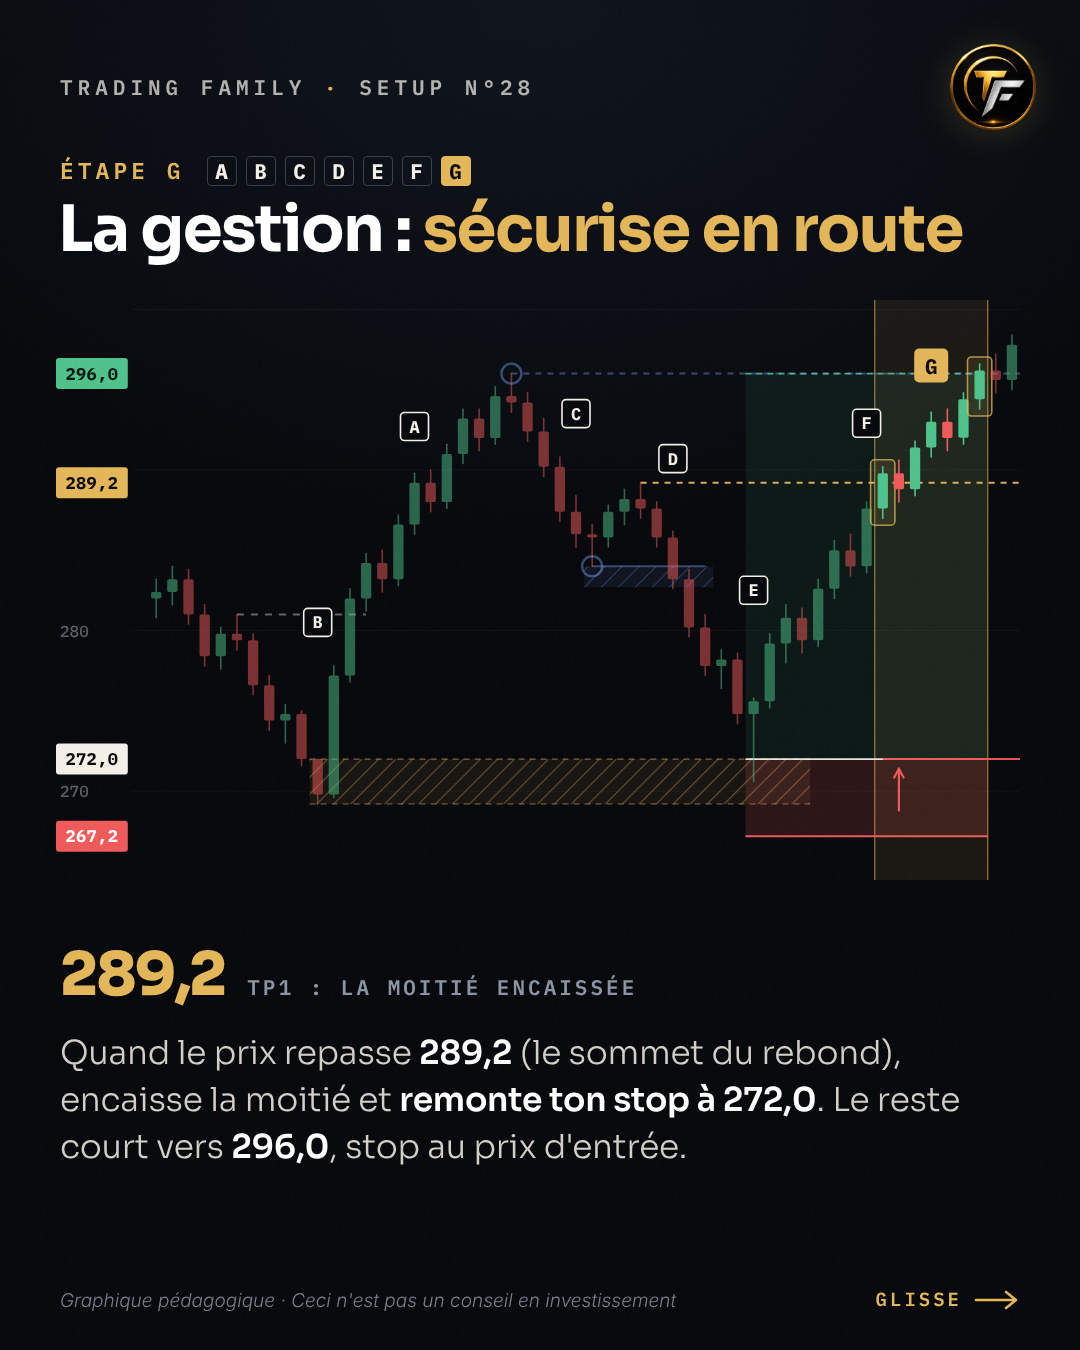 TRADING FAMILY · SETUP N°28
TF
ÉTAPE G A B C D E F G
La gestion : sécurise en route
296,0
G
A
C
F
D
289,2
E
B
280
272,0
270
267,2
289,2 TP1 : LA MOITIÉ ENCAISSÉE
Quand le prix repasse 289,2 (le sommet du rebond),
encaisse la moitié et remonte ton stop à 272,0. Le reste
court vers 296,0, stop au prix d'entrée.
Graphique pédagogique · Ceci n'est pas un conseil en investissement
GLISSE